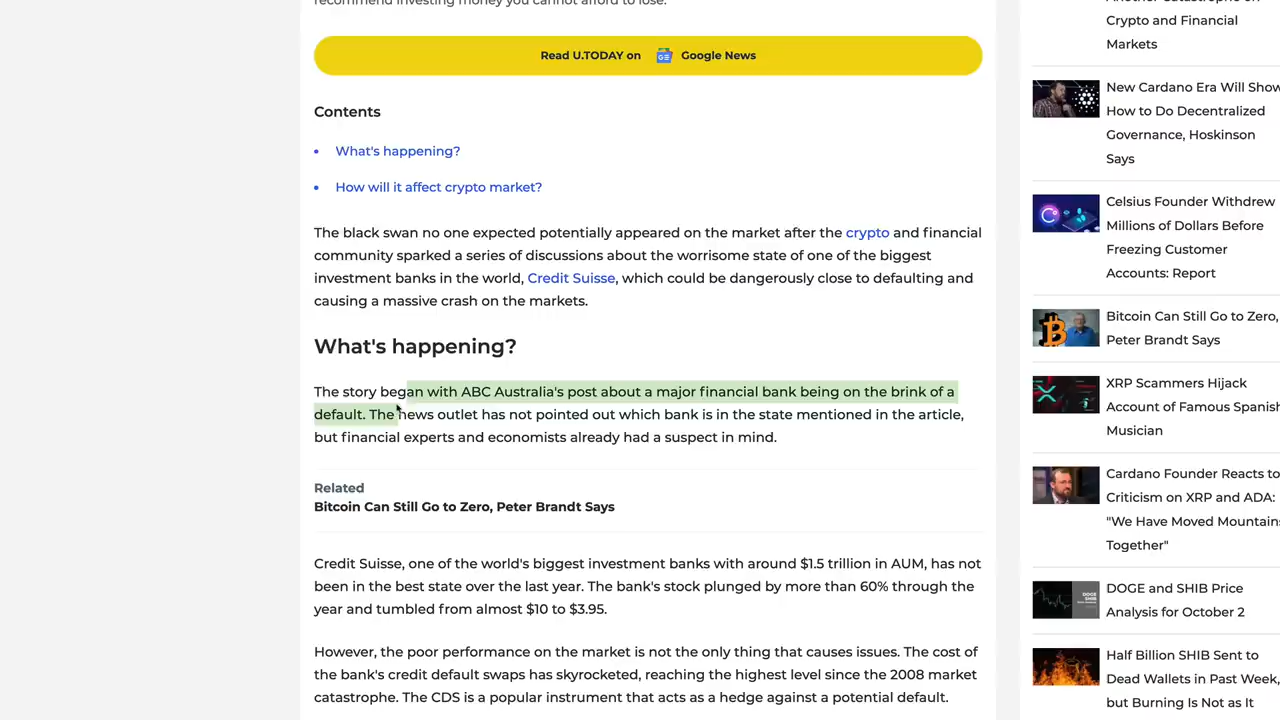 recommend investing money you cannot afford to lose.
Read U.TODAY on Google News
Contents
What's happening?
How will it affect crypto market?
The black swan no one expected potentially appeared on the market after the crypto and financial
community sparked a series of discussions about the worrisome state of one of the biggest
investment banks in the world, Credit Suisse, which could be dangerously close to defaulting and
causing a massive crash on the markets.
What's happening?
The story began with ABC Australia's post about a major financial bank being on the brink of a
default. The news outlet has not pointed out which bank is in the state mentioned in the article,
but financial experts and economists already had a suspect in mind.
Related
Bitcoin Can Still Go to Zero, Peter Brandt Says
Credit Suisse, one of the world's biggest investment banks with around $1.5 trillion in AUM, has not
been in the best state over the last year. The bank's stock plunged by more than 60% through the
year and tumbled from almost $10 to $3.95.
However, the poor performance on the market is not the only thing that causes issues. The cost of
the bank's credit default swaps has skyrocketed, reaching the highest level since the 2008 market
catastrophe. The CDS is a popular instrument that acts as a hedge against a potential default.
Another Catastrophe on
Crypto and Financial
Markets
New Cardano Era Will Show
How to Do Decentralized
Governance, Hoskinson
Says
Celsius Founder Withdrew
Millions of Dollars Before
Freezing Customer
Accounts: Report
Bitcoin Can Still Go to Zero,
Peter Brandt Says
XRP Scammers Hijack
Account of Famous Spanish
Musician
Cardano Founder Reacts to
Criticism on XRP and ADA:
"We Have Moved Mountains
Together"
DOGE and SHIB Price
Analysis for October 2
Half Billion SHIB Sent to
Dead Wallets in Past Week,
but Burning Is Not as It